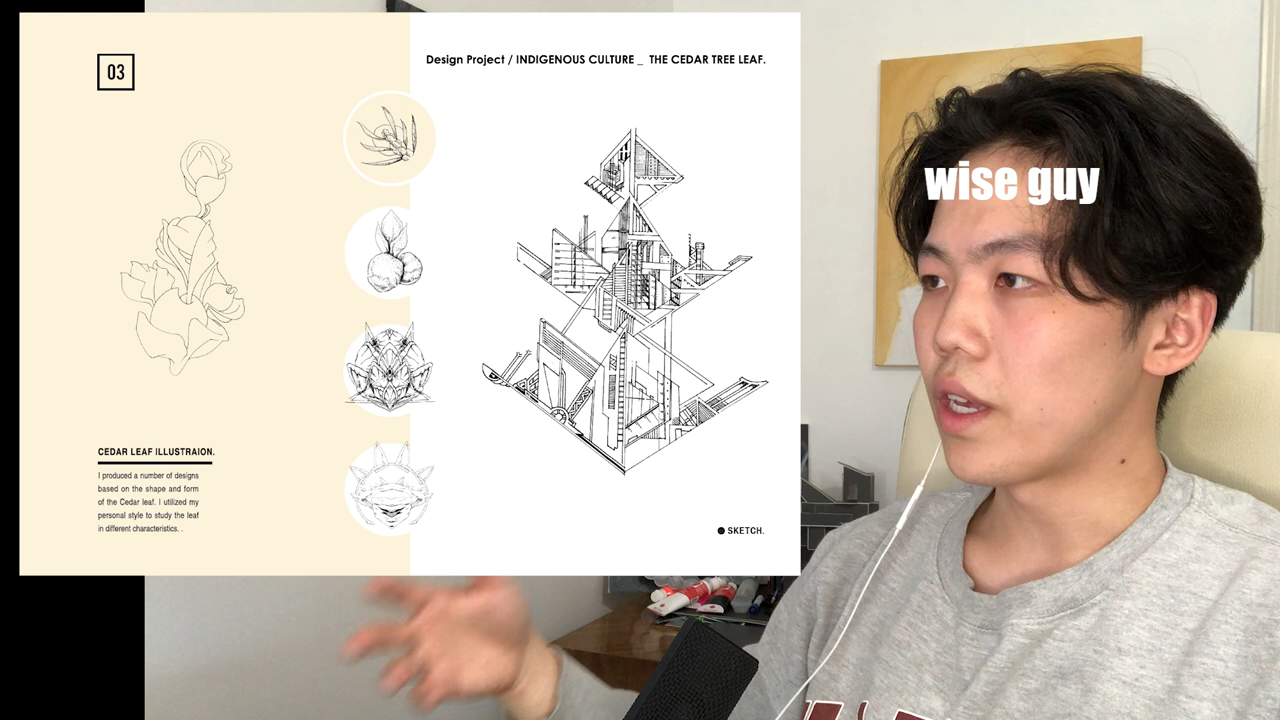 03
Design Project / INDIGENOUS CULTURE _ THE CEDAR TREE LEAF.
wise guy
CEDAR LEAF ILLUSTRAION.
I produced a number of designs
based on the shape and form
of the Cedar leaf. I utilized my
personal style to study the leaf
in different characteristics. .
SKETCH.